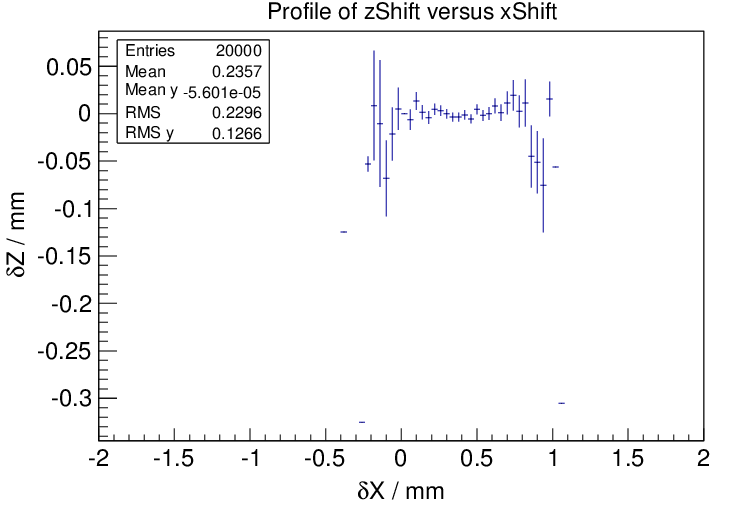 Profile of zShift versus xShift
Entries 20000
Mean 0.2357
Mean y -5.601e-05
RMS 0.2296
RMS y 0.1266
0.05
0
-0.05
-0.1
-0.15
-0.2
-0.25
-0.3
δZ / mm
-2 -1.5 -1 -0.5 0 0.5 1 1.5 2
δX / mm